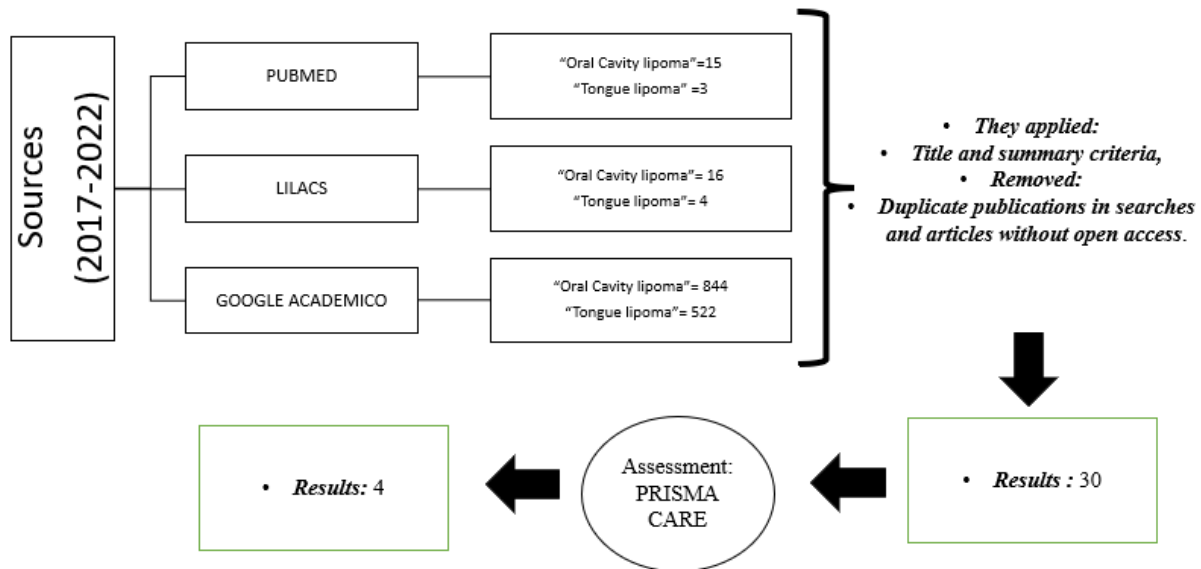 Sources
(2017-2022)
PUBMED
"Oral Cavity lipoma"=15
"Tongue lipoma" =3
LILACS
"Oral Cavity lipoma"= 16
"Tongue lipoma"= 4
GOOGLE ACADEMICO
"Oral Cavity lipoma"= 844
"Tongue lipoma"= 522
• They applied:
• Title and summary criteria,
• Removed:
• Duplicate publications in searches
and articles without open access.
• Results : 30
Assessment:
PRISMA
CARE
• Results: 4